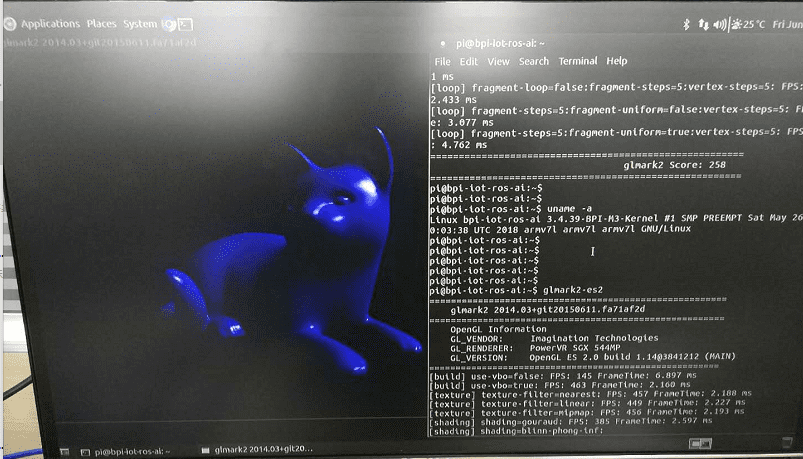 Applications Places System
25 °C Fri Jun
glmark2 2014.03+git20150611.fa71af2d
pi@bpi-iot-ros-ai: ~
File Edit View Search Terminal Help
1 ms
[loop] fragment-loop=false:fragment-steps=5:vertex-steps=5: FPS:
2.433 ms
[loop] fragment-steps=5:fragment-uniform=false:vertex-steps=5: FPS
e: 3.077 ms
[loop] fragment-steps=5:fragment-uniform=true:vertex-steps=5: FPS
: 4.762 ms
=======================================================
glmark2 Score: 258
=======================================================
pi@bpi-iot-ros-ai:~$
pi@bpi-iot-ros-ai:~$
pi@bpi-iot-ros-ai:~$ uname -a
Linux bpi-iot-ros-ai 3.4.39-BPI-M3-Kernel #1 SMP PREEMPT Sat May 26
0:03:38 UTC 2018 armv7l armv7l armv7l GNU/Linux
pi@bpi-iot-ros-ai:~$
pi@bpi-iot-ros-ai:~$
pi@bpi-iot-ros-ai:~$
pi@bpi-iot-ros-ai:~$
pi@bpi-iot-ros-ai:~$
pi@bpi-iot-ros-ai:~$ glmark2-es2
=======================================================
glmark2 2014.03+git20150611.fa71af2d
=======================================================
OpenGL Information
GL_VENDOR: Imagination Technologies
GL_RENDERER: PowerVR SGX 544MP
GL_VERSION: OpenGL ES 2.0 build 1.14@3841212 (MAIN)
=======================================================
[build] use-vbo=false: FPS: 145 FrameTime: 6.897 ms
[build] use-vbo=true: FPS: 463 FrameTime: 2.160 ms
[texture] texture-filter=nearest: FPS: 457 FrameTime: 2.188 ms
[texture] texture-filter=linear: FPS: 449 FrameTime: 2.227 ms
[texture] texture-filter=mipmap: FPS: 456 FrameTime: 2.193 ms
[shading] shading=gouraud: FPS: 385 FrameTime: 2.597 ms
[shading] shading=blinn-phong-inf:
pi@bpi-iot-ros-ai: ~
glmark2 2014.03+git20...